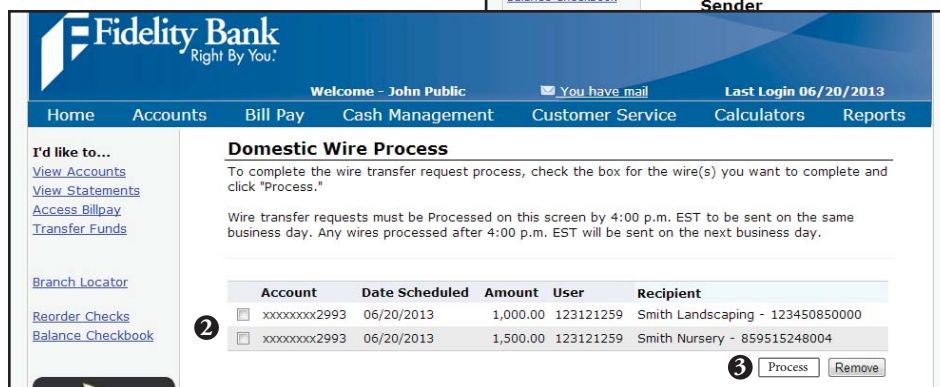 Sender
Fidelity Bank
Right By You.
Welcome - John Public You have mail Last Login 06/20/2013
Home Accounts Bill Pay Cash Management Customer Service Calculators Reports
I'd like to...
View Accounts
View Statements
Access Billpay
Transfer Funds
Branch Locator
Reorder Checks
Balance Checkbook
Domestic Wire Process
To complete the wire transfer request process, check the box for the wire(s) you want to complete and
click "Process."
Wire transfer requests must be Processed on this screen by 4:00 p.m. EST to be sent on the same
business day. Any wires processed after 4:00 p.m. EST will be sent on the next business day.
Account Date Scheduled Amount User Recipient
xxxxxxxx2993 06/20/2013 1,000.00 123121259 Smith Landscaping - 123450850000
2 xxxxxxxx2993 06/20/2013 1,500.00 123121259 Smith Nursery - 859515248004
3 Process Remove